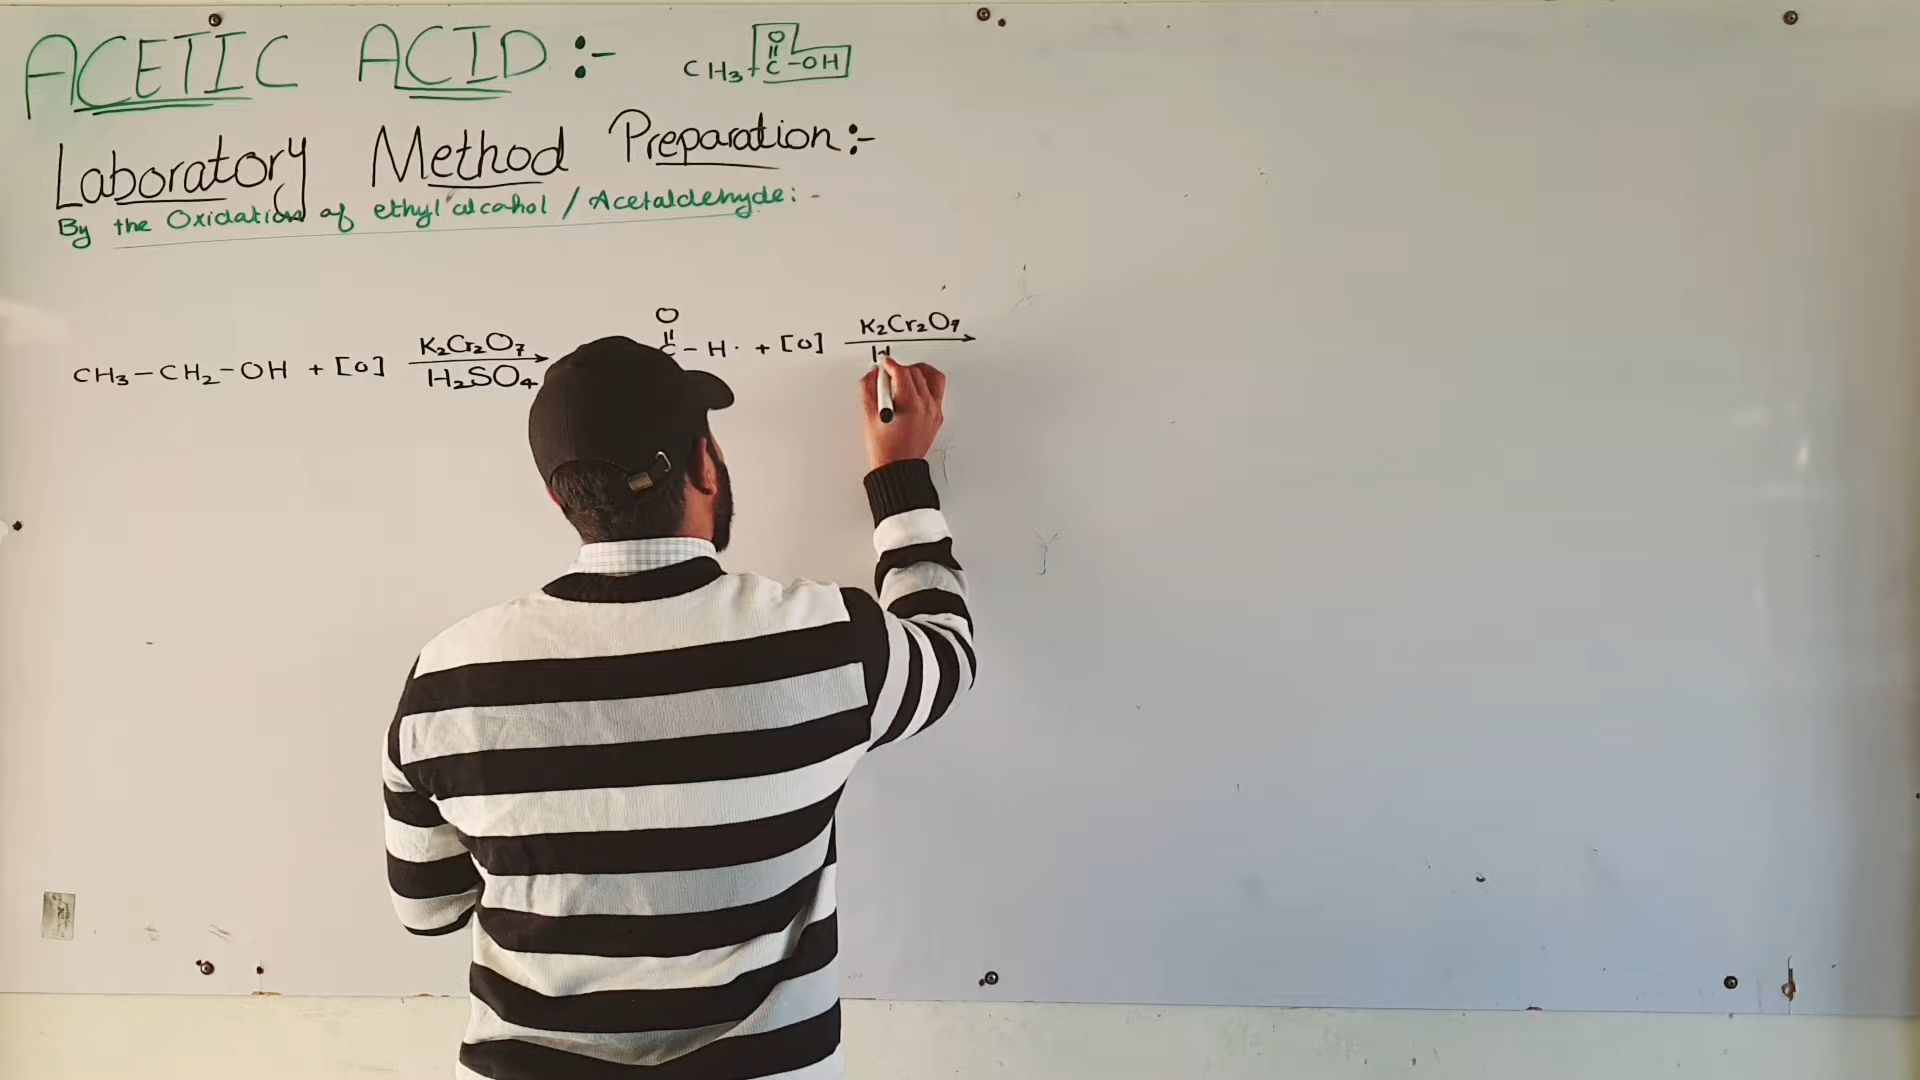 ACETIC ACID :-
O
CH3 - C - OH
Laboratory Method Preparation :-
By the Oxidation of ethyl alcohol / Acetaldehyde : -
O
CH3 - CH2 - OH + [O] K2Cr2O7 H2SO4 C - H · + [O] K2Cr2O7 H